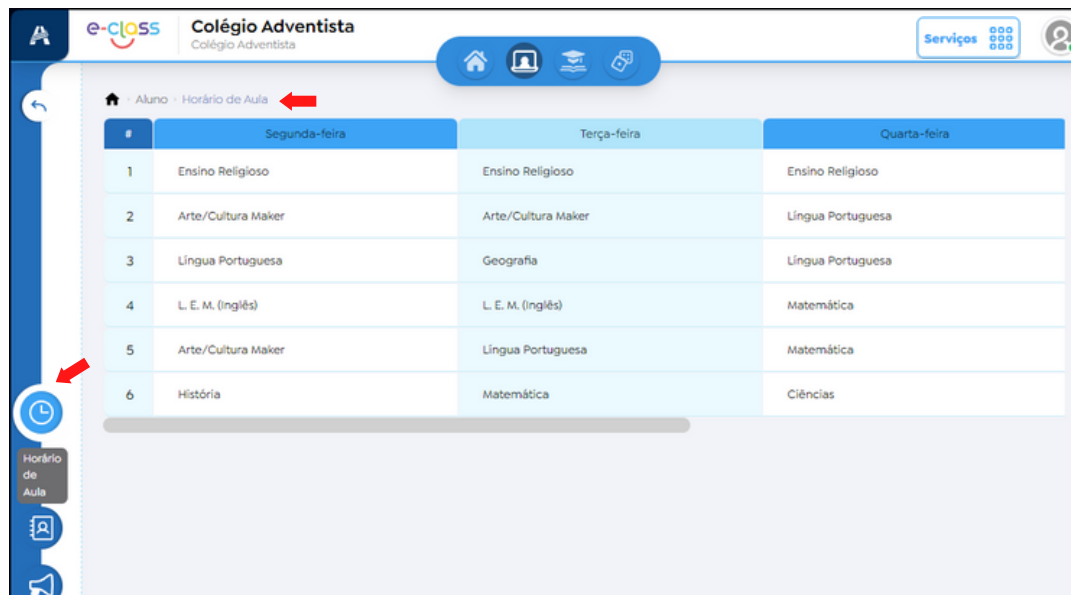 e-class
Colégio Adventista
Colégio Adventista
Serviços
Aluno · Horário de Aula
# Segunda-feira Terça-feira Quarta-feira
1 Ensino Religioso Ensino Religioso Ensino Religioso
2 Arte/Cultura Maker Arte/Cultura Maker Língua Portuguesa
3 Língua Portuguesa Geografia Língua Portuguesa
4 L. E. M. (Inglês) L. E. M. (Inglês) Matemática
5 Arte/Cultura Maker Língua Portuguesa Matemática
6 História Matemática Ciências
Horário
de
Aula